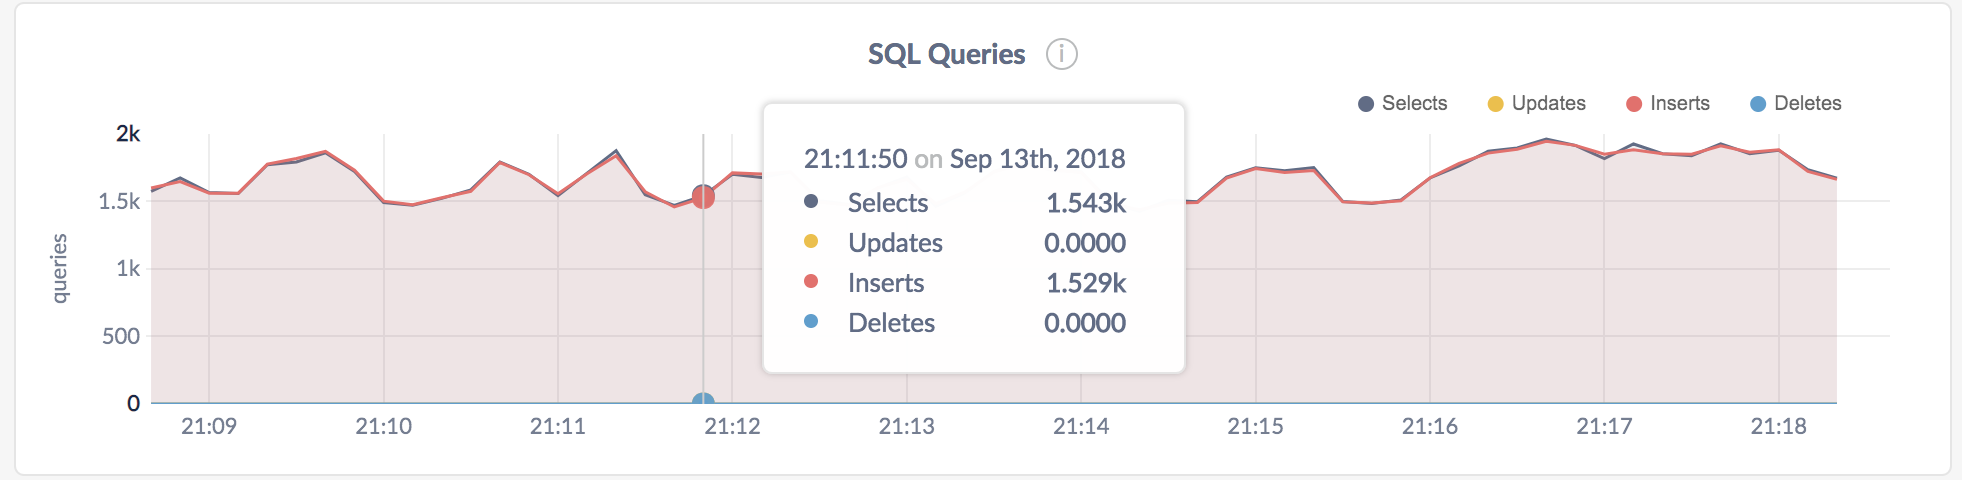 SQL Queries i
Selects Updates Inserts Deletes
2k
1.5k
1k
500
0
queries
21:11:50 on Sep 13th, 2018
Selects 1.543k
Updates 0.0000
Inserts 1.529k
Deletes 0.0000
21:09 21:10 21:11 21:12 21:13 21:14 21:15 21:16 21:17 21:18